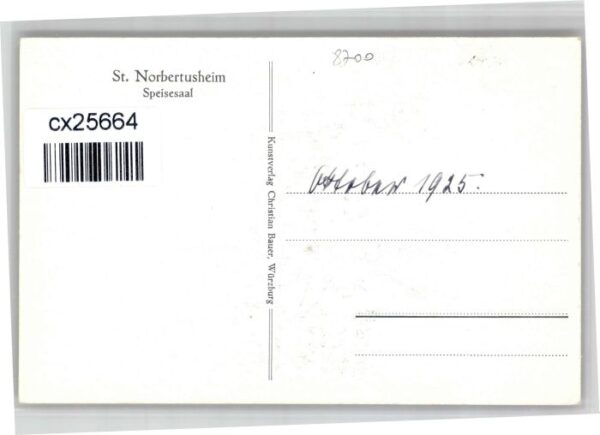 8700
St. Norbertusheim
Speisesaal
cx25664
Kunstverlag Christian Bauer, Würzburg
Oktober 1925.